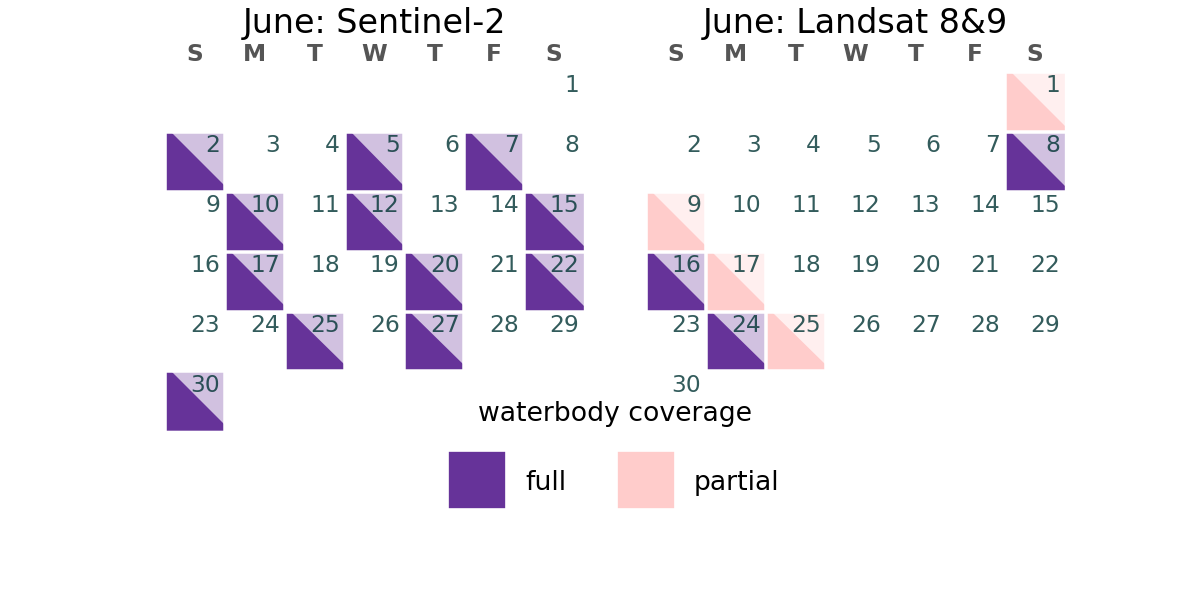 June: Sentinel-2
S M T W T F S
1
2 3 4 5 6 7 8
9 10 11 12 13 14 15
16 17 18 19 20 21 22
23 24 25 26 27 28 29
30
June: Landsat 8&9
S M T W T F S
1
2 3 4 5 6 7 8
9 10 11 12 13 14 15
16 17 18 19 20 21 22
23 24 25 26 27 28 29
30
waterbody coverage
full partial